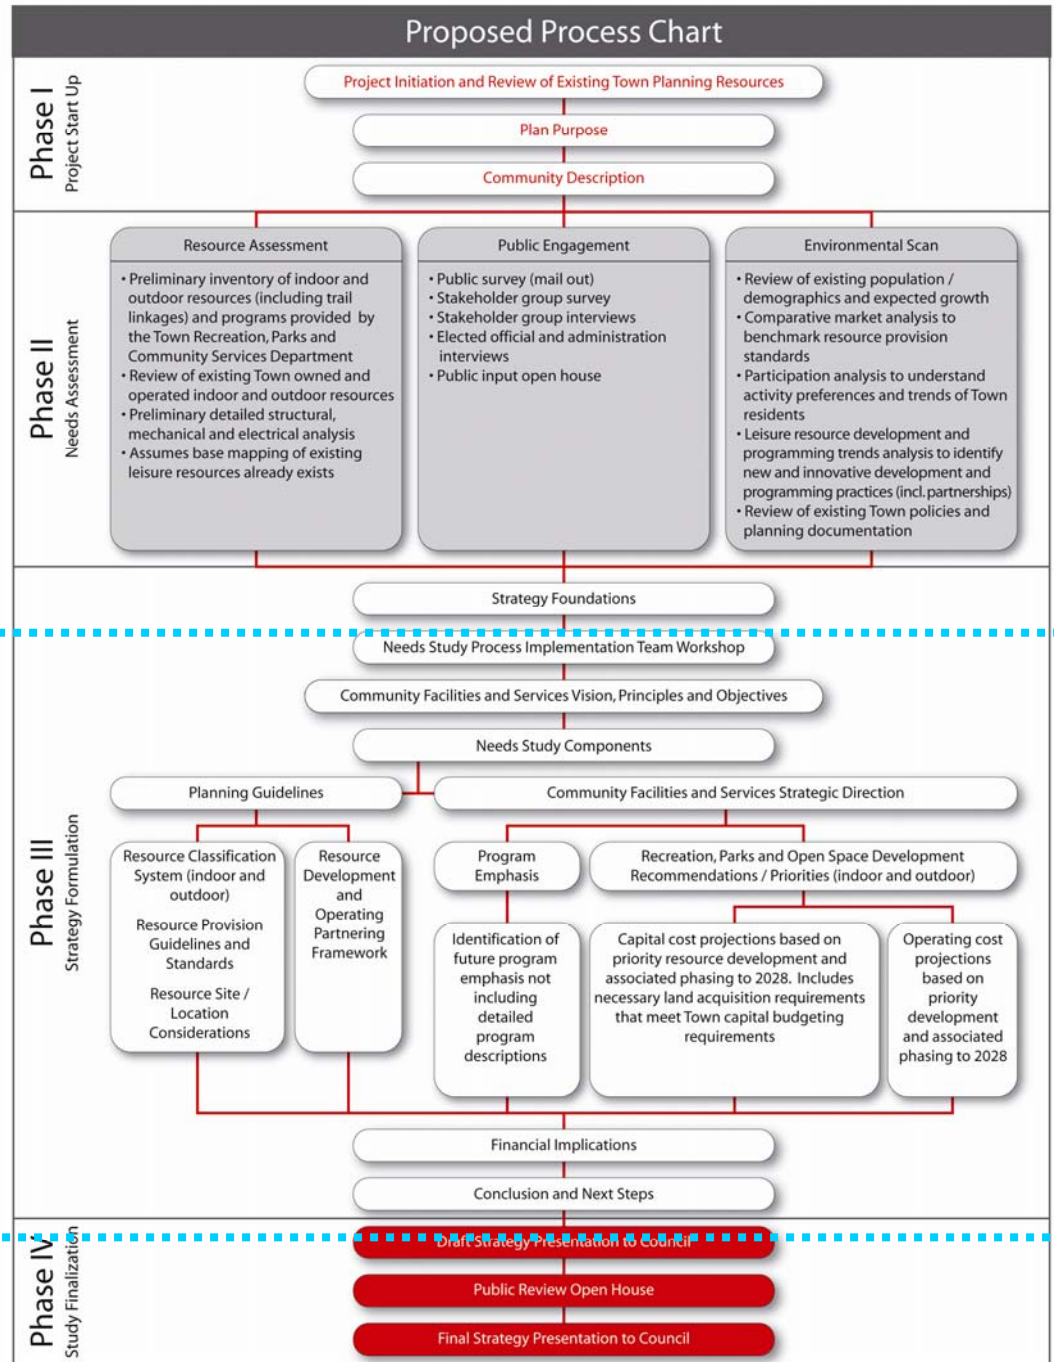 Proposed Process Chart
Phase I
Project Start Up
Project Initiation and Review of Existing Town Planning Resources
Plan Purpose
Community Description
Phase II
Needs Assessment
Resource Assessment
• Preliminary inventory of indoor and
outdoor resources (including trail
linkages) and programs provided by
the Town Recreation, Parks and
Community Services Department
• Review of existing Town owned and
operated indoor and outdoor resources
• Preliminary detailed structural,
mechanical and electrical analysis
• Assumes base mapping of existing
leisure resources already exists
Public Engagement
• Public survey (mail out)
• Stakeholder group survey
• Stakeholder group interviews
• Elected official and administration
interviews
• Public input open house
Environmental Scan
• Review of existing population /
demographics and expected growth
• Comparative market analysis to
benchmark resource provision
standards
• Participation analysis to understand
activity preferences and trends of Town
residents
• Leisure resource development and
programming trends analysis to identify
new and innovative development and
programming practices (incl. partnerships)
• Review of existing Town policies and
planning documentation
Phase III
Strategy Formulation
Strategy Foundations
Needs Study Process Implementation Team Workshop
Community Facilities and Services Vision, Principles and Objectives
Needs Study Components
Planning Guidelines
Community Facilities and Services Strategic Direction
Resource Classification
System (indoor and
outdoor)
Resource Provision
Guidelines and
Standards
Resource Site /
Location
Considerations
Resource
Development
and
Operating
Partnering
Framework
Program
Emphasis
Recreation, Parks and Open Space Development
Recommendations / Priorities (indoor and outdoor)
Identification of
future program
emphasis not
including
detailed
program
descriptions
Capital cost projections based on
priority resource development and
associated phasing to 2028. Includes
necessary land acquisition requirements
that meet Town capital budgeting
requirements
Operating cost
projections
based on
priority
development
and associated
phasing to 2028
Financial Implications
Conclusion and Next Steps
Phase IV
Study Finalization
Draft Strategy Presentation to Council
Public Review Open House
Final Strategy Presentation to Council